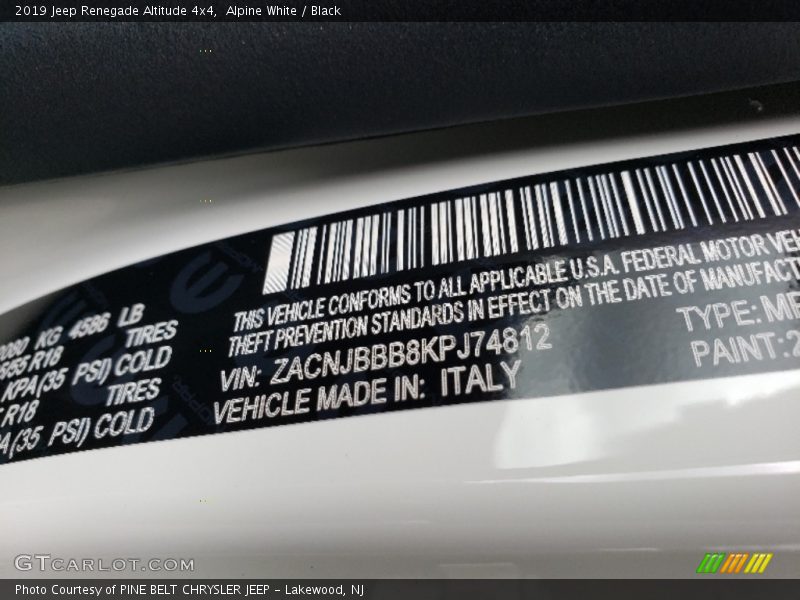 2019 Jeep Renegade Altitude 4x4, Alpine White / Black
KG 4586 LB
TIRES
KPA(35 PSI) COLD
R18 TIRES
(35 PSI) COLD
THIS VEHICLE CONFORMS TO ALL APPLICABLE U.S.A. FEDERAL MOTOR VEH
THEFT PREVENTION STANDARDS IN EFFECT ON THE DATE OF MANUFACT
VIN: ZACNJBBB8KPJ74812 TYPE:
VEHICLE MADE IN: ITALY PAINT:2
GTCARLOT.COM
Photo Courtesy of PINE BELT CHRYSLER JEEP - Lakewood, NJ